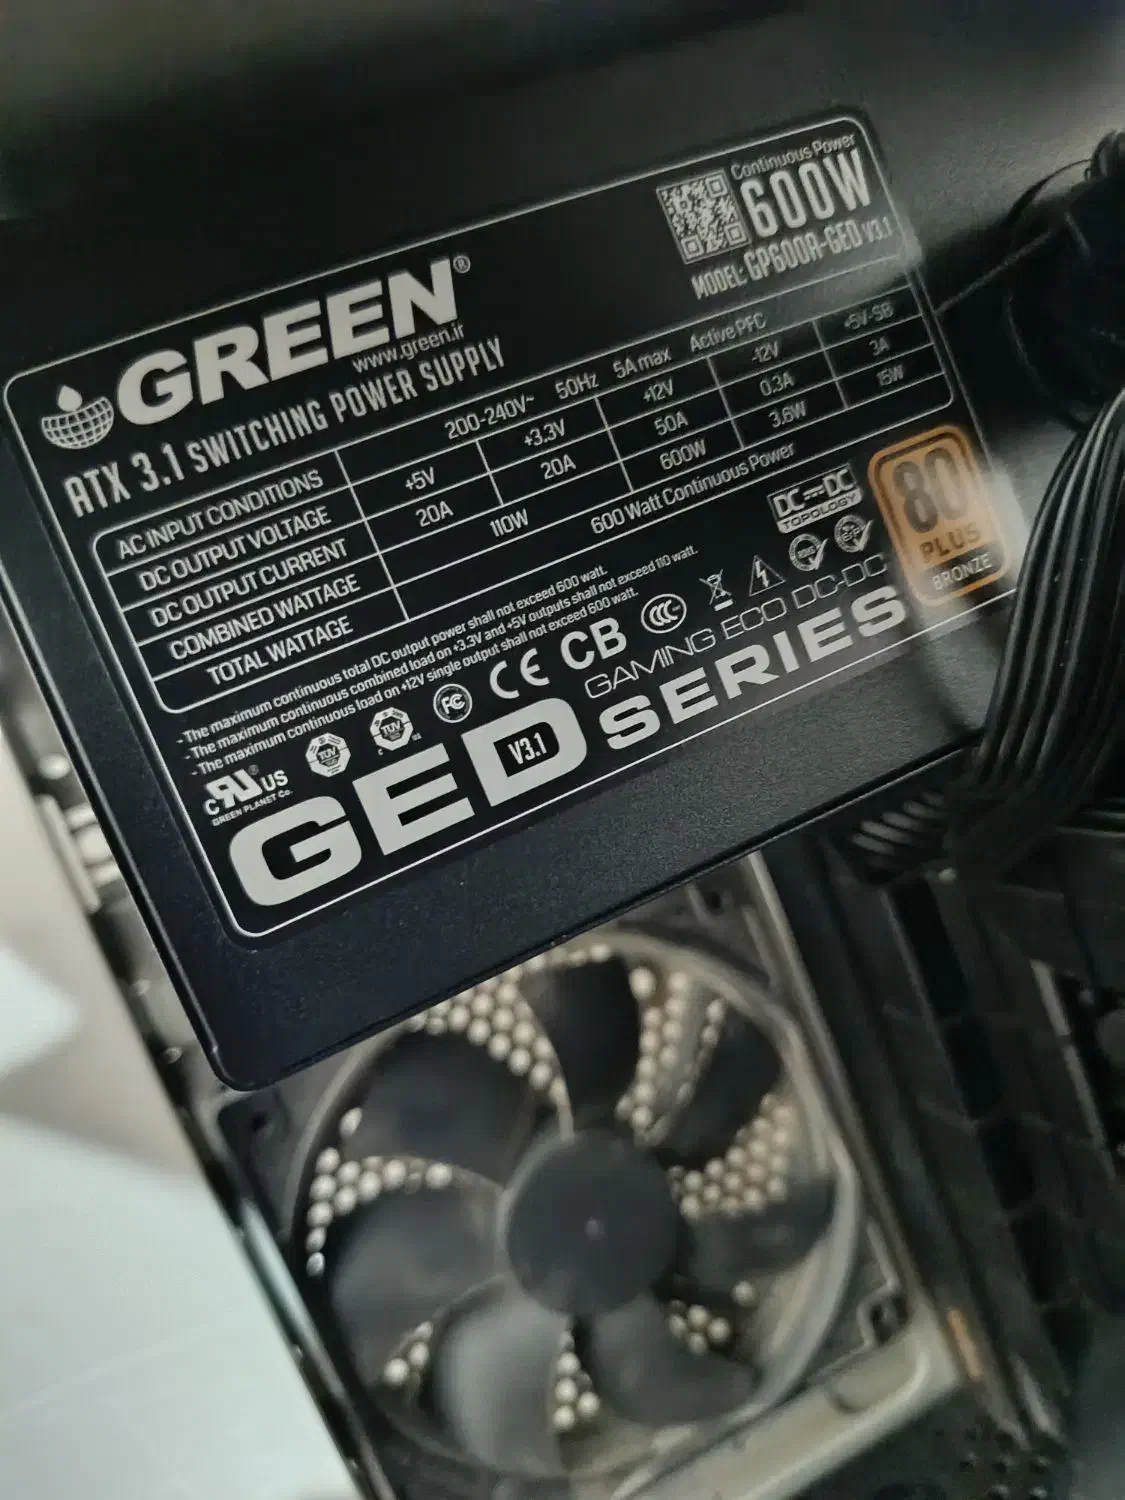 Continuous Power
600W
MODEL: GP600A-GED V3.1
GREEN®
www.green.ir
ATX 3.1 SWITCHING POWER SUPPLY
AC INPUT CONDITIONS 200-240V~ 50Hz 5A max Active PFC
DC OUTPUT VOLTAGE +5V +3.3V +12V -12V +5V-SB
DC OUTPUT CURRENT 20A 20A 50A 0.3A 3A
COMBINED WATTAGE 110W 600W 3.6W 15W
TOTAL WATTAGE 600 Watt Continuous Power
- The maximum continuous total DC output power shall not exceed 600 watt.
- The maximum continuous combined load on +3.3V and +5V outputs shall not exceed 110 watt.
- The maximum continuous load on +12V single output shall not exceed 600 watt.
DC DC
TOPOLOGY
80
PLUS
BRONZE
c US
GREEN PLANET Co.
TÜV
TÜV
FC
CE
CB
CCC
GAMING ECO DC-DC
GED V3.1 SERIES